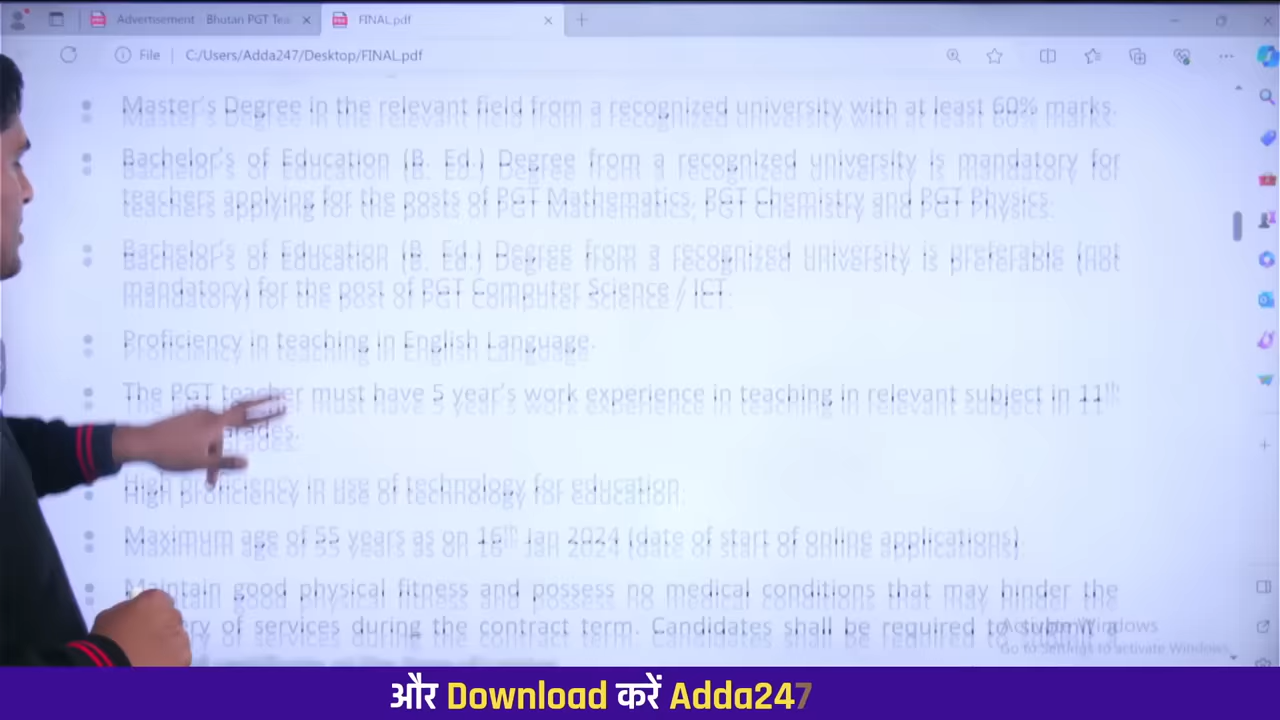 Advertisement - Bhutan PGT Tea
FINAL.pdf
File
C:/Users/Adda247/Desktop/FINAL.pdf
Master's Degree in the relevant field from a recognized university with at least 60% marks.
Bachelor's of Education (B. Ed.) Degree from a recognized university is mandatory for
teachers applying for the posts of PGT Mathematics, PGT Chemistry and PGT Physics.
Bachelor's of Education (B. Ed.) Degree from a recognized university is preferable (not
mandatory) for the post of PGT Computer Science / ICT.
Proficiency in teaching in English Language.
The PGT teacher must have 5 year's work experience in teaching in relevant subject in 11th
grades.
High proficiency in use of technology for education.
Maximum age of 55 years as on 16th Jan 2024 (date of start of online applications)
Maintain good physical fitness and possess no medical conditions that may hinder the
of services during the contract term. Candidates shall be required to submit a
Activate Windows
Go to Settings to activate Windows.
और Download करें Adda247